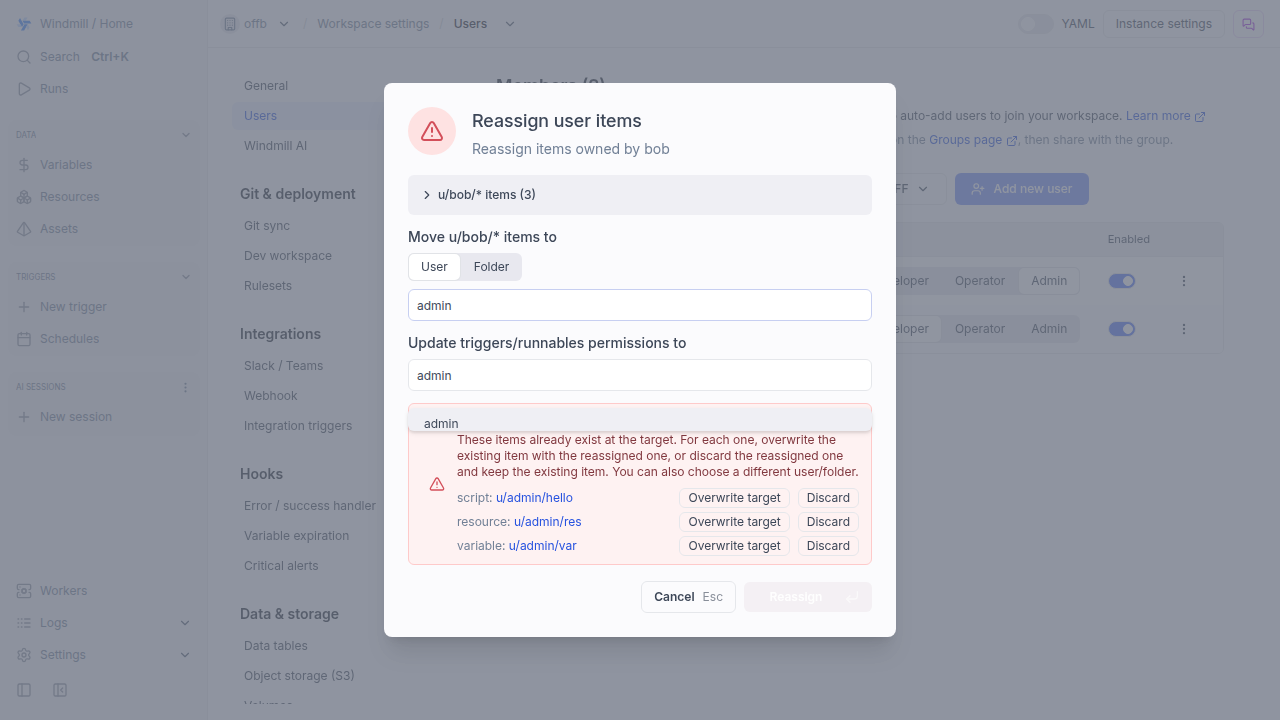 Windmill / Home
offb
/
Workspace settings
/
Users
YAML
Instance settings
Search Ctrl+K
Runs
DATA
Variables
Resources
Assets
TRIGGERS
New trigger
Schedules
AI SESSIONS
New session
Workers
Logs
Settings
General
Users
Windmill AI
Git & deployment
Git sync
Dev workspace
Rulesets
Integrations
Slack / Teams
Webhook
Integration triggers
Hooks
Error / success handler
Variable expiration
Critical alerts
Data & storage
Data tables
Object storage (S3)
auto-add users to join your workspace. Learn more
on the Groups page, then share with the group.
Add new user
Enabled
Operator Admin
Operator Admin
Reassign user items
Reassign items owned by bob
u/bob/* items (3)
Move u/bob/* items to
User Folder
admin
Update triggers/runnables permissions to
admin
admin
These items already exist at the target. For each one, overwrite the
existing item with the reassigned one, or discard the reassigned one
and keep the existing item. You can also choose a different user/folder.
script: u/admin/hello Overwrite target Discard
resource: u/admin/res Overwrite target Discard
variable: u/admin/var Overwrite target Discard
Cancel Esc Reassign